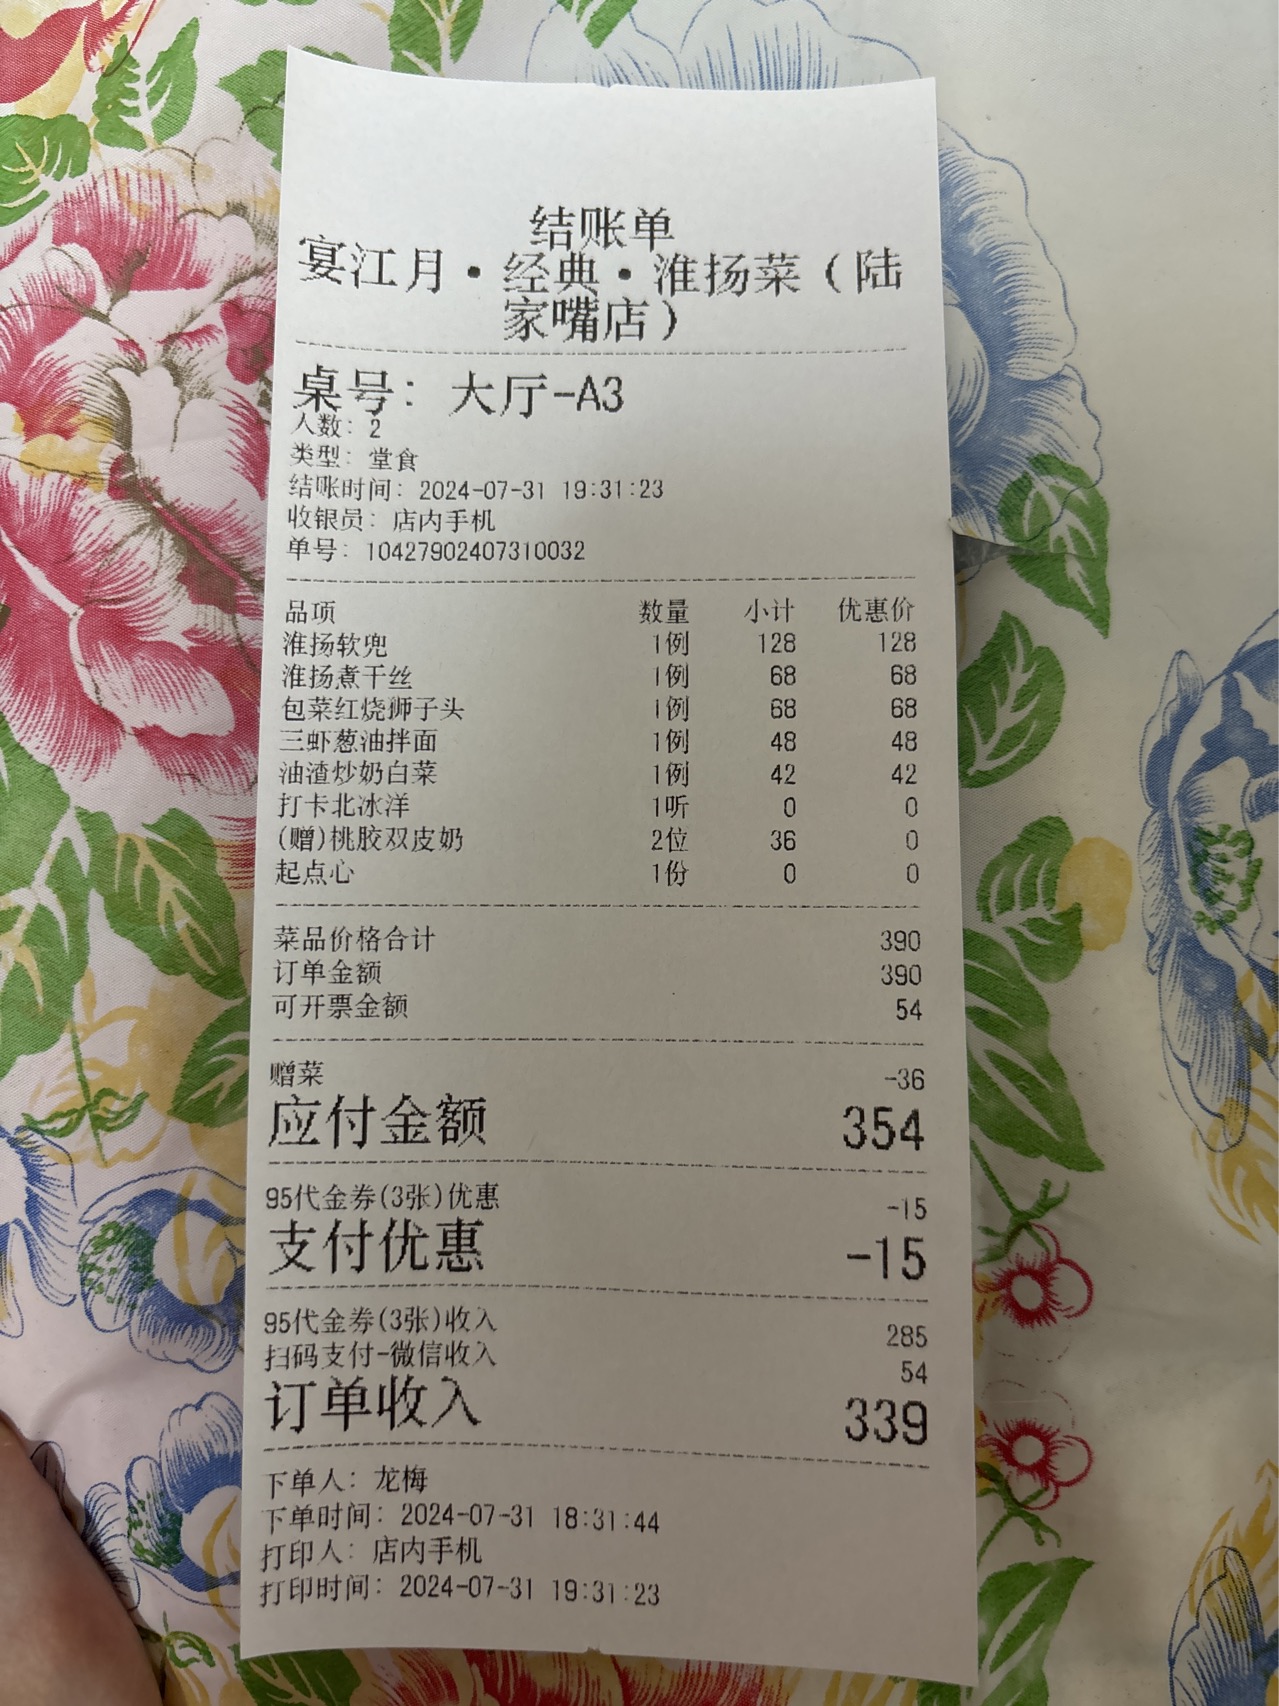 结账单
宴江月·经典·淮扬菜（陆
家嘴店）
桌号： 大厅-A3
人数： 2
类型： 堂食
结账时间： 2024-07-31 19:31:23
收银员： 店内手机
单号： 10427902407310032
品项 数量 小计 优惠价
淮扬软兜 1例 128 128
淮扬煮干丝 1例 68 68
包菜红烧狮子头 1例 68 68
三虾葱油拌面 1例 48 48
油渣炒奶白菜 1例 42 42
打卡北冰洋 1听 0 0
(赠)桃胶双皮奶 2位 36 0
起点心 1份 0 0
菜品价格合计 390
订单金额 390
可开票金额 54
赠菜 -36
应付金额 354
95代金券(3张)优惠 -15
支付优惠 -15
95代金券(3张)收入 285
扫码支付-微信收入 54
订单收入 339
下单人： 龙梅
下单时间： 2024-07-31 18:31:44
打印人： 店内手机
打印时间： 2024-07-31 19:31:23